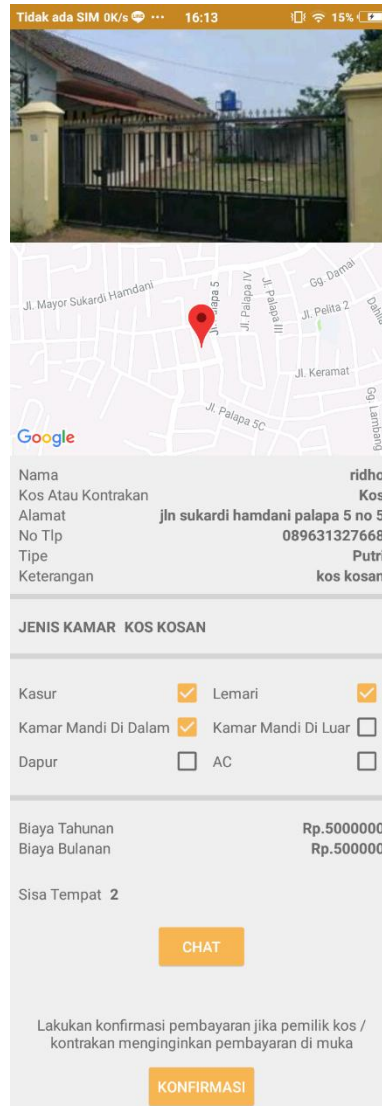 Tidak ada SIM 0K/s ... 16:13 15%
Jl. Mayor Sukardi Hamdani
Jl. Palapa 5
Jl. Palapa IV
Jl. Palapa III
Gg. Damai
Jl. Pelita 2
Dahlia
Jl. Keramat
Jl. Palapa 5C
Gg. Lambang
Google
Nama ridho
Kos Atau Kontrakan Kos
Alamat jln sukardi hamdani palapa 5 no 5
No Tlp 089631327668
Tipe Putri
Keterangan kos kosan
JENIS KAMAR KOS KOSAN
Kasur Lemari
Kamar Mandi Di Dalam Kamar Mandi Di Luar
Dapur AC
Biaya Tahunan Rp.5000000
Biaya Bulanan Rp.500000
Sisa Tempat 2
CHAT
Lakukan konfirmasi pembayaran jika pemilik kos /
kontrakan menginginkan pembayaran di muka
KONFIRMASI